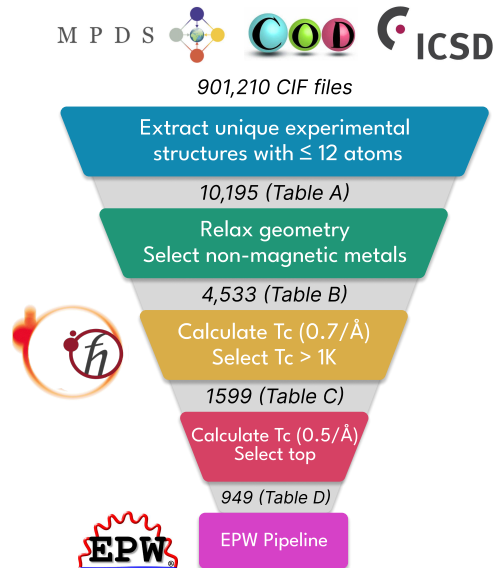 MPDS COD ICSD
901,210 CIF files
Extract unique experimental
structures with ≤ 12 atoms
10,195 (Table A)
Relax geometry
Select non-magnetic metals
4,533 (Table B)
Calculate Tc (0.7/Å)
Select Tc > 1K
ħ
1599 (Table C)
Calculate Tc (0.5/Å)
Select top
949 (Table D)
EPW Pipeline
EPW